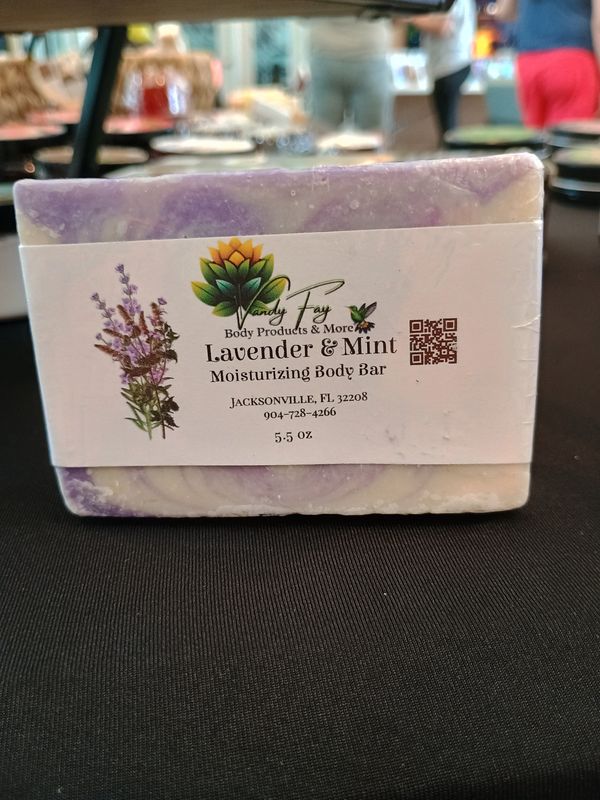 Vandy Fay
Body Products & More
Lavender & Mint
Moisturizing Body Bar
JACKSONVILLE, FL 32208
904-728-4266
5.5 oz